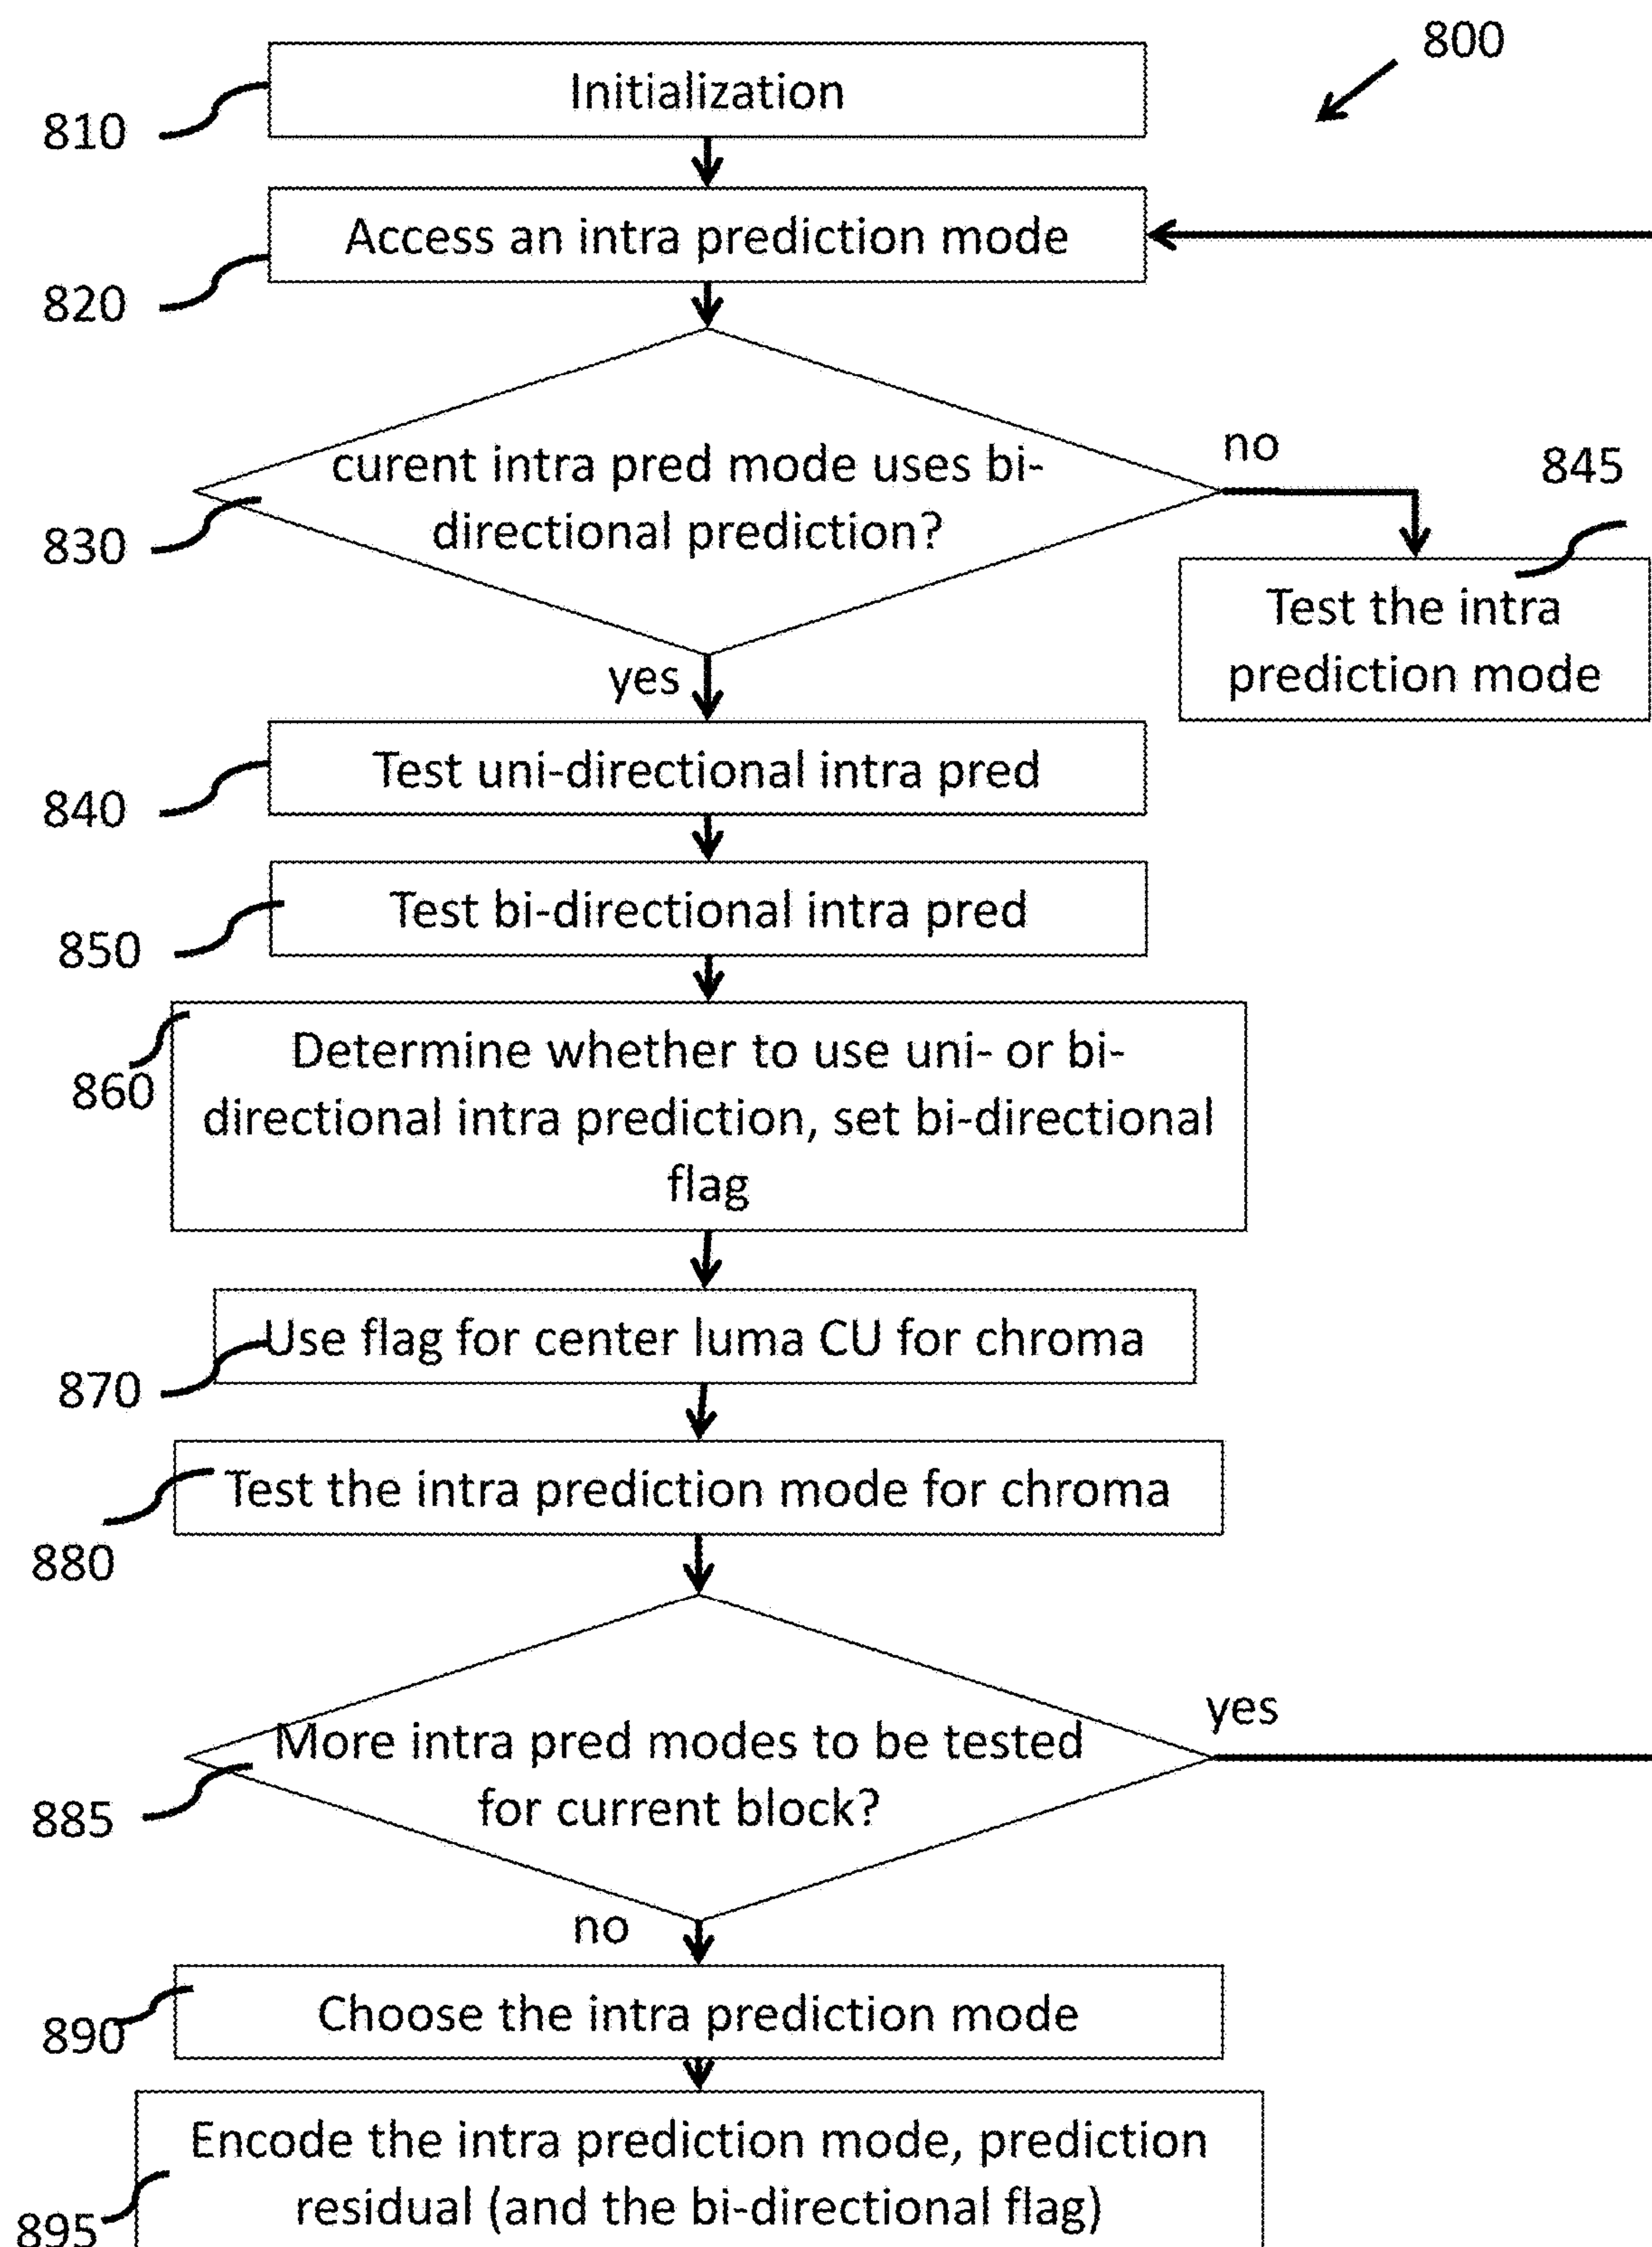 800
Initialization
810
Access an intra prediction mode
820
curent intra pred mode uses bi-
directional prediction?
830
no
845
Test the intra
prediction mode
yes
Test uni-directional intra pred
840
Test bi-directional intra pred
850
Determine whether to use uni- or bi-
directional intra prediction, set bi-directional
flag
860
Use flag for center luma CU for chroma
870
Test the intra prediction mode for chroma
880
More intra pred modes to be tested
for current block?
885
yes
no
Choose the intra prediction mode
890
Encode the intra prediction mode, prediction
residual (and the bi-directional flag)
895